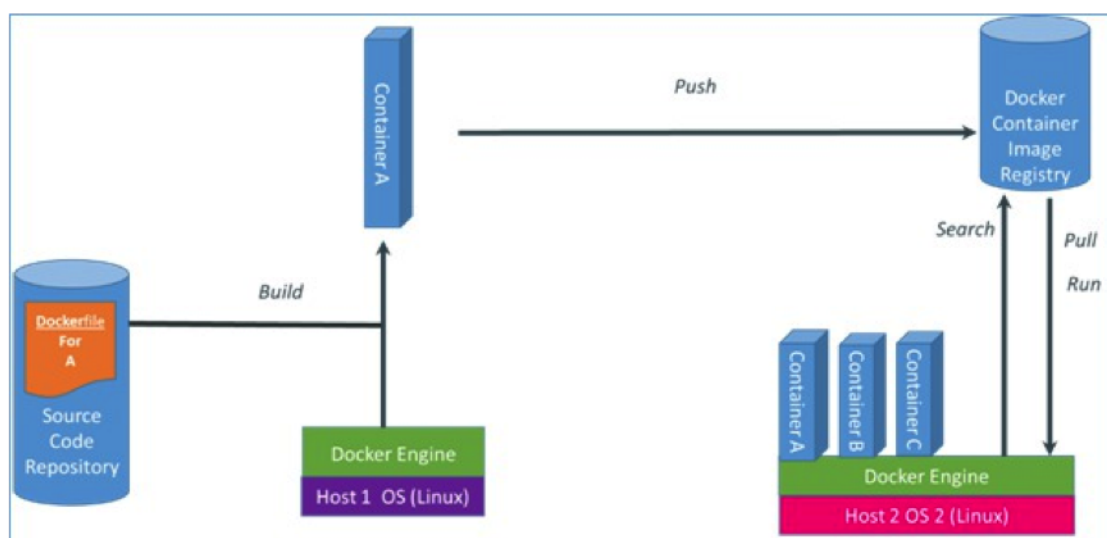 Container A
Push
Docker
Container
Image
Registry
Search
Pull
Run
Build
Dockerfile
For
A
Source
Code
Repository
Docker Engine
Host 1 OS (Linux)
Container A
Container B
Container C
Docker Engine
Host 2 OS 2 (Linux)